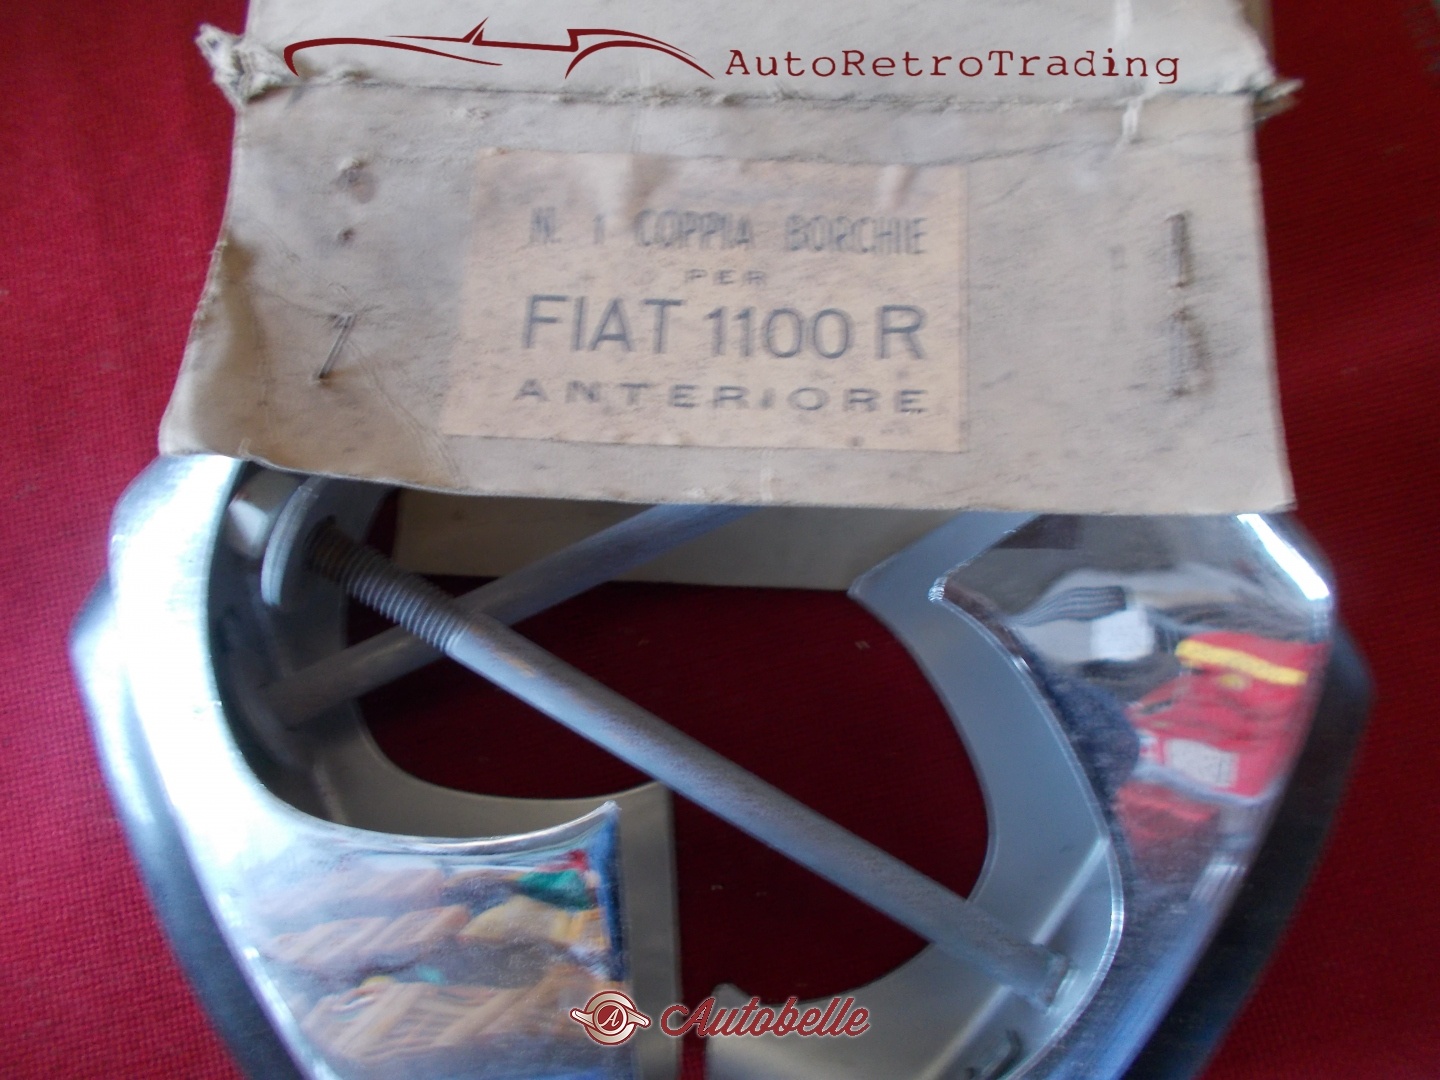 AutoRetroTrading
N. 1 COPPIA BORCHIE
PER
FIAT 1100 R
ANTERIORE
A Autobelle